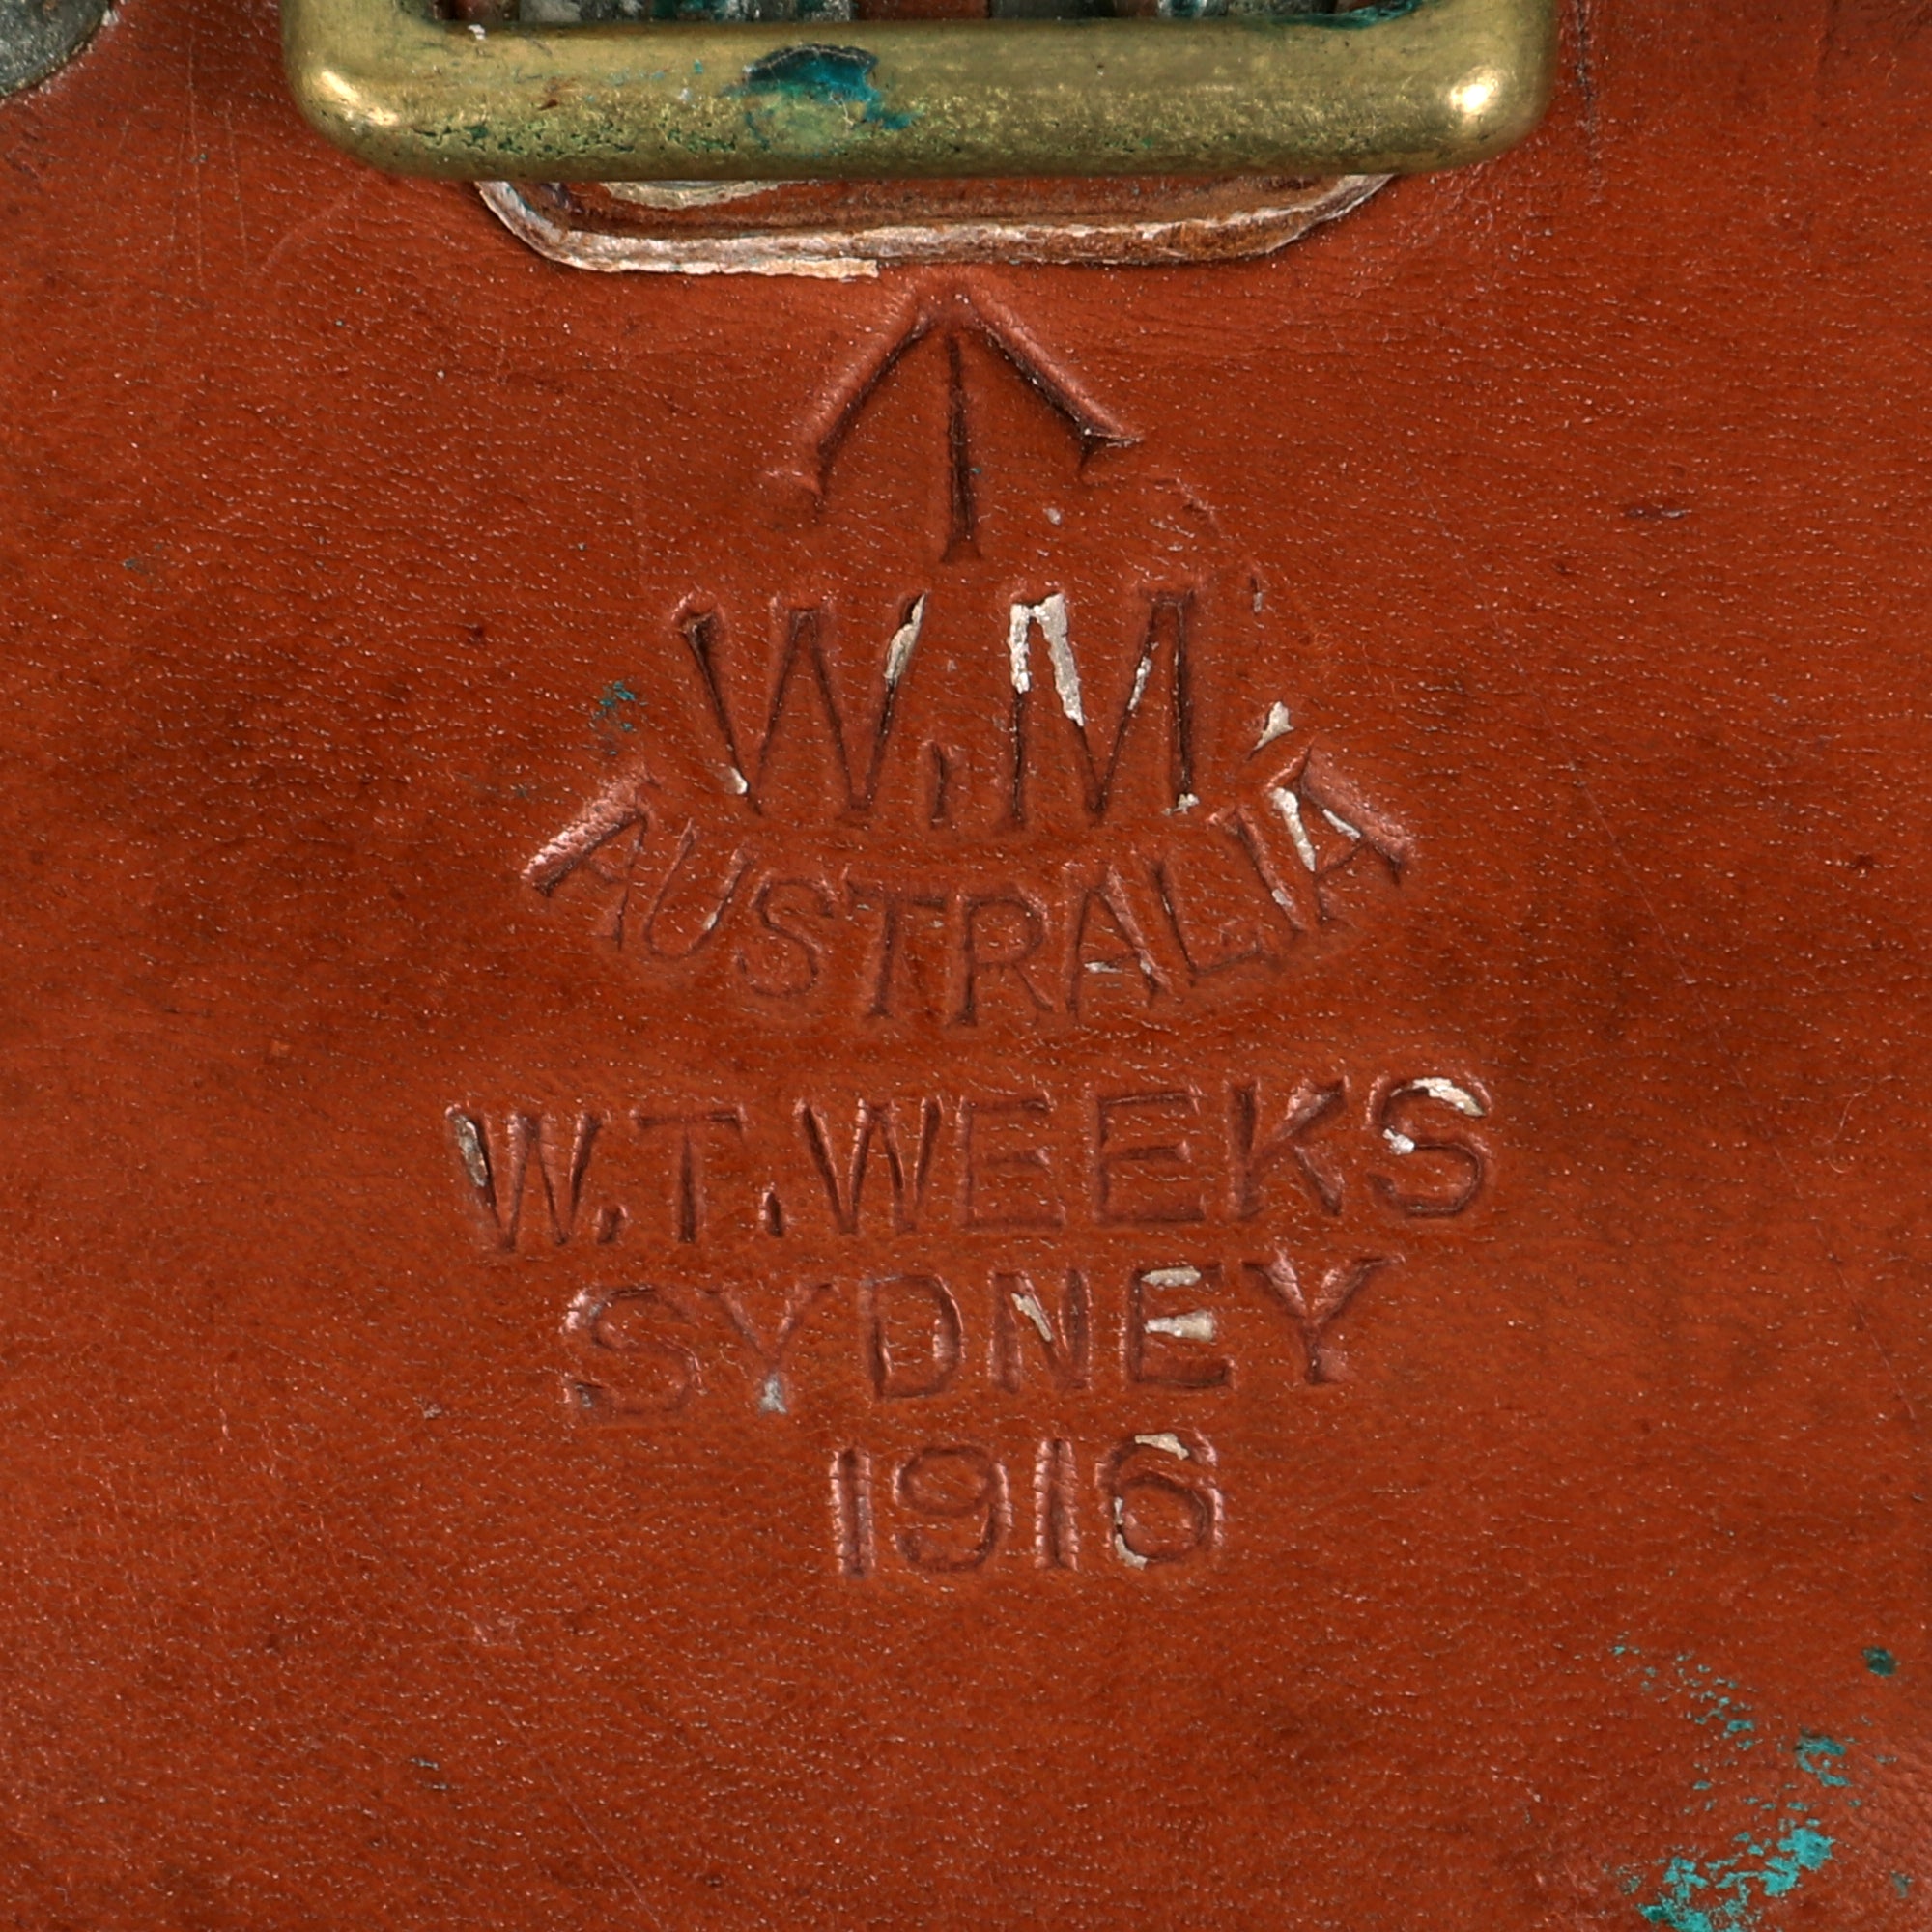 W.M.
AUSTRALIA
W.T.WEEKS
SYDNEY
1916